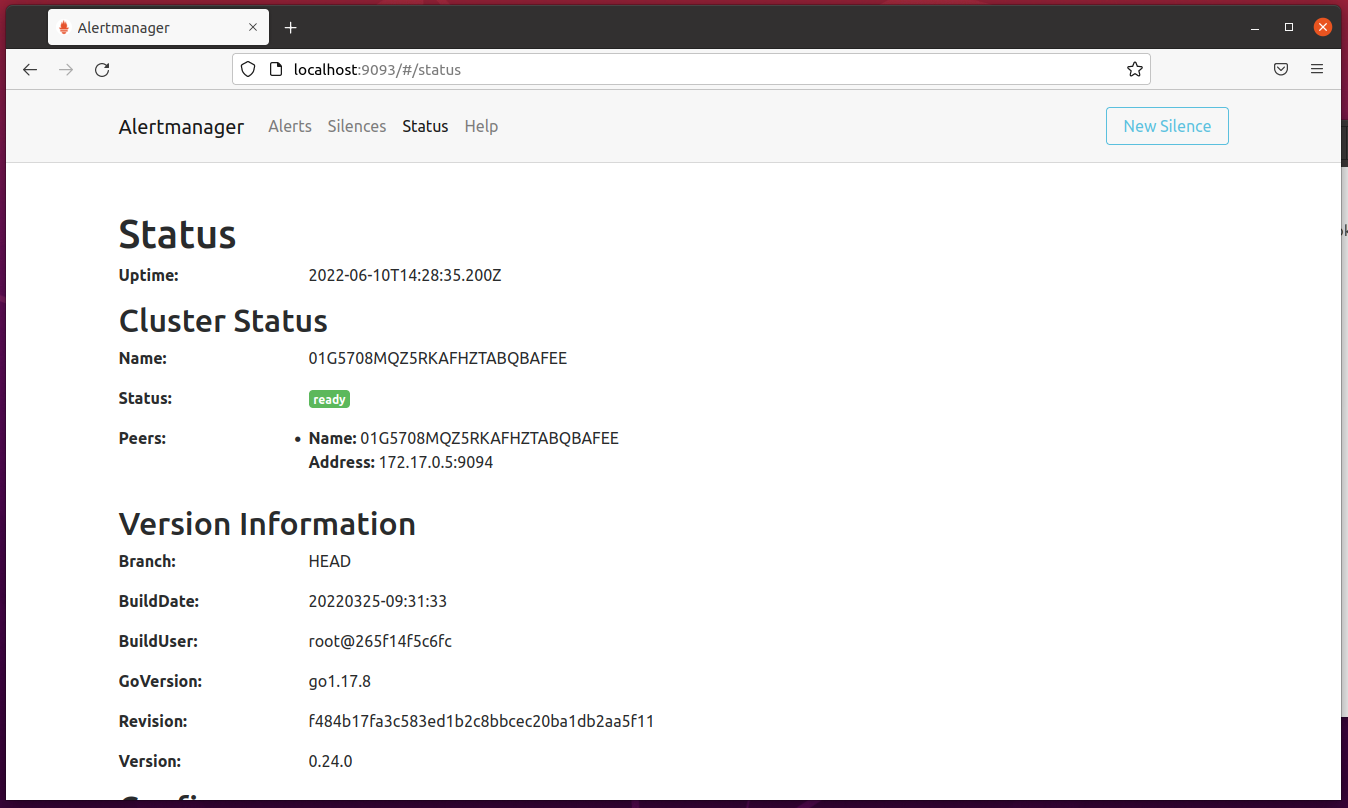 Alertmanager
localhost:9093/#/status
Alertmanager Alerts Silences Status Help New Silence
Status
Uptime: 2022-06-10T14:28:35.200Z
Cluster Status
Name: 01G5708MQZ5RKAFHZTABQBAFEE
Status: ready
Peers: • Name: 01G5708MQZ5RKAFHZTABQBAFEE
Address: 172.17.0.5:9094
Version Information
Branch: HEAD
BuildDate: 20220325-09:31:33
BuildUser: root@265f14f5c6fc
GoVersion: go1.17.8
Revision: f484b17fa3c583ed1b2c8bbcec20ba1db2aa5f11
Version: 0.24.0